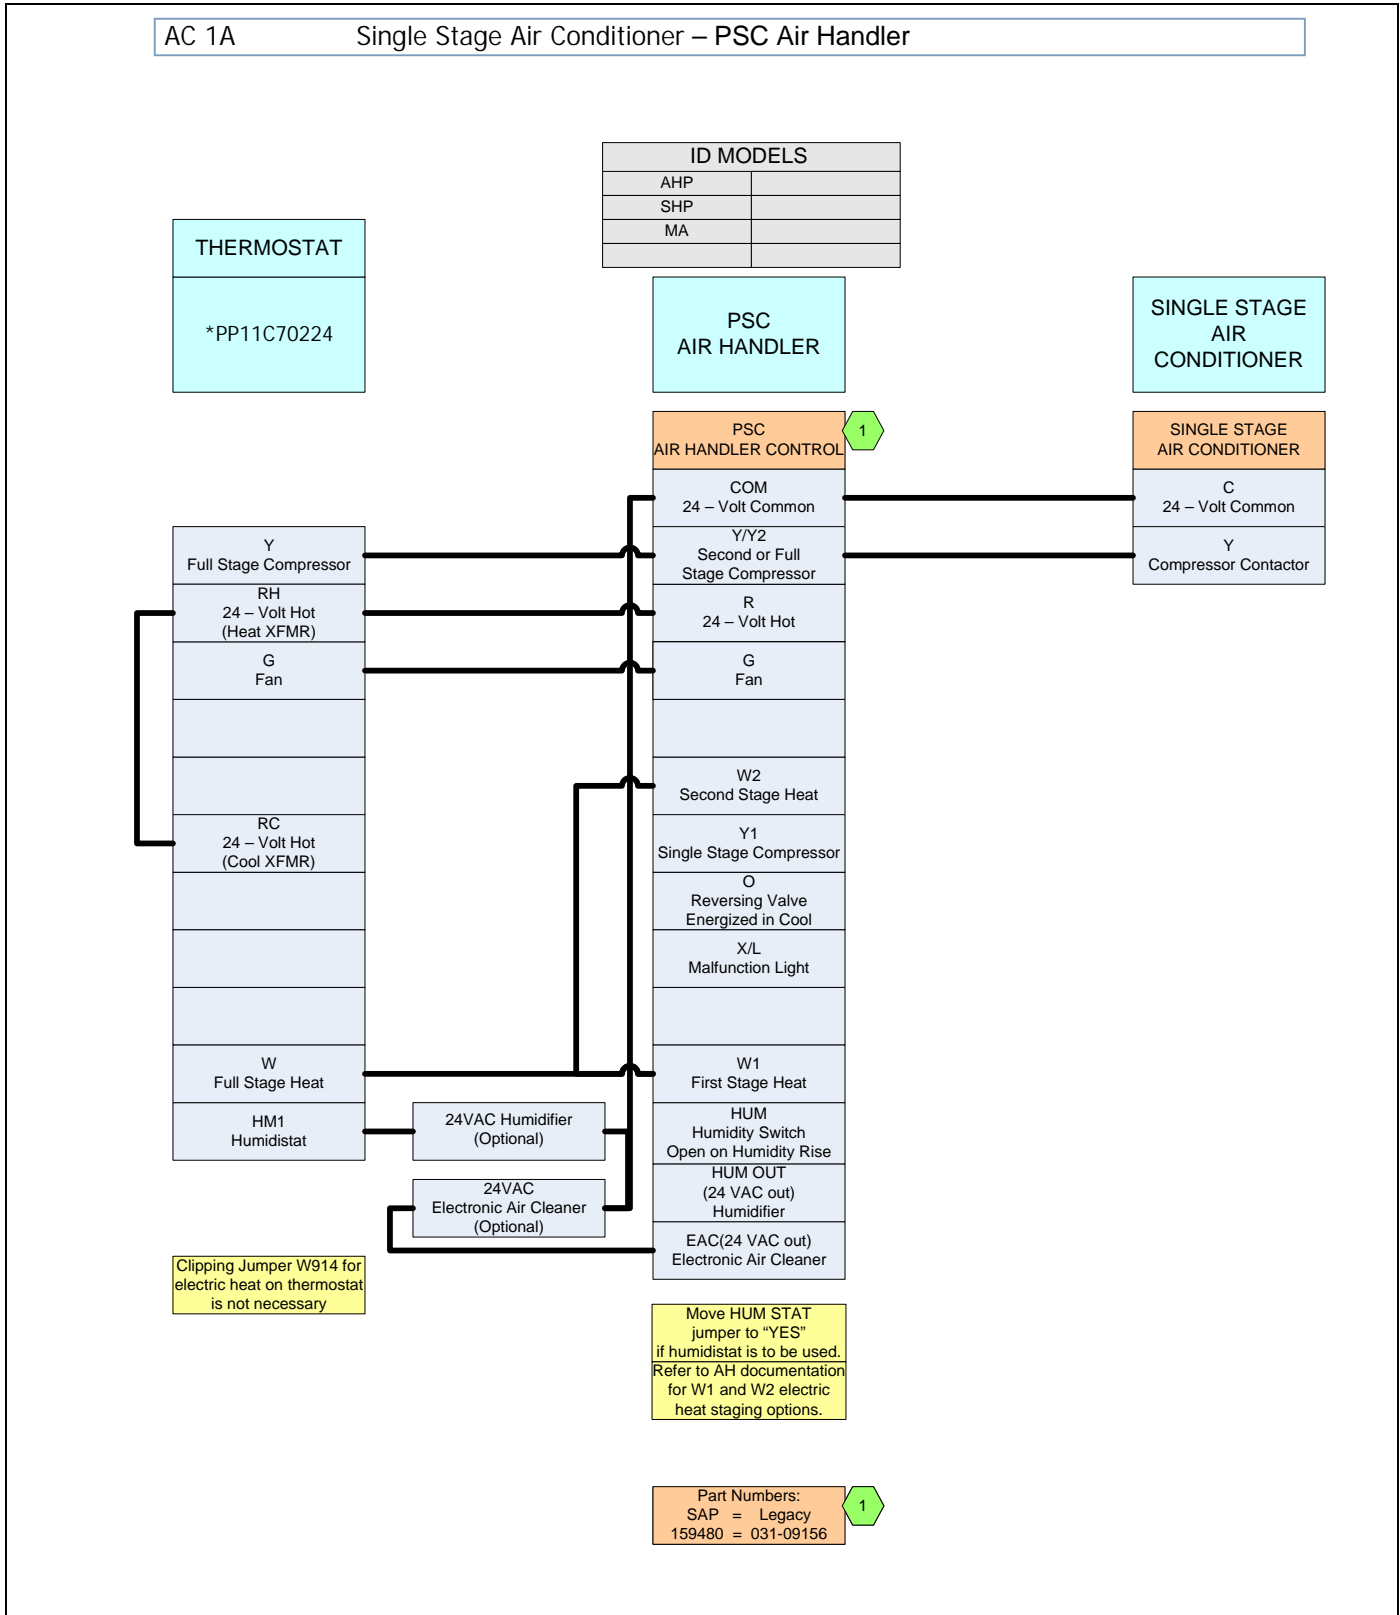 AC 1A Single Stage Air Conditioner – PSC Air Handler
ID MODELS
AHP
SHP
MA
THERMOSTAT
*PP11C70224
PSC
AIR HANDLER
SINGLE STAGE
AIR
CONDITIONER
PSC
AIR HANDLER CONTROL
1
SINGLE STAGE
AIR CONDITIONER
COM
24 – Volt Common
C
24 – Volt Common
Y
Full Stage Compressor
Y/Y2
Second or Full
Stage Compressor
Y
Compressor Contactor
RH
24 – Volt Hot
(Heat XFMR)
R
24 – Volt Hot
G
Fan
G
Fan
W2
Second Stage Heat
RC
24 – Volt Hot
(Cool XFMR)
Y1
Single Stage Compressor
O
Reversing Valve
Energized in Cool
X/L
Malfunction Light
W
Full Stage Heat
W1
First Stage Heat
HM1
Humidistat
24VAC Humidifier
(Optional)
HUM
Humidity Switch
Open on Humidity Rise
24VAC
Electronic Air Cleaner
(Optional)
HUM OUT
(24 VAC out)
Humidifier
EAC(24 VAC out)
Electronic Air Cleaner
Clipping Jumper W914 for
electric heat on thermostat
is not necessary
Move HUM STAT
jumper to “YES”
if humidistat is to be used.
Refer to AH documentation
for W1 and W2 electric
heat staging options.
Part Numbers:
SAP = Legacy
159480 = 031-09156
1